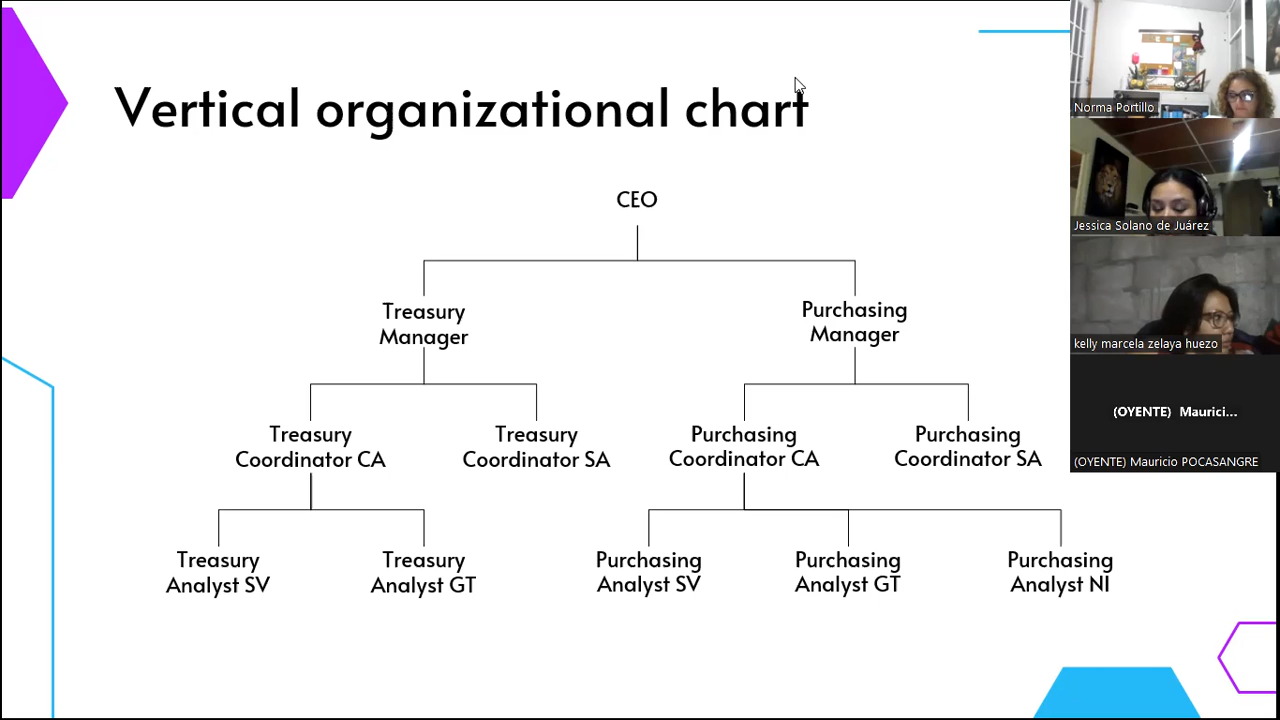 Vertical organizational chart
CEO
Treasury
Manager
Purchasing
Manager
Treasury
Coordinator CA
Treasury
Coordinator SA
Purchasing
Coordinator CA
Purchasing
Coordinator SA
Treasury
Analyst SV
Treasury
Analyst GT
Purchasing
Analyst SV
Purchasing
Analyst GT
Purchasing
Analyst NI
Norma Portillo
Jessica Solano de Juárez
kelly marcela zelaya huezo
(OYENTE) Maurici...
(OYENTE) Mauricio POCASANGRE